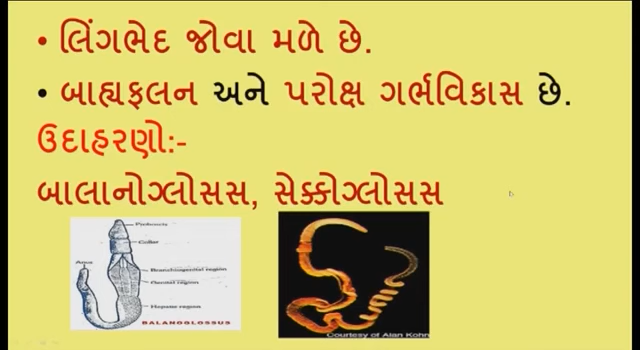 • લિંગભેદ જોવા મળે છે.
• બાહ્યફલન અને પરોક્ષ ગર્ભવિકાસ છે.
ઉદાહરણો:-
બાલાનોગ્લોસસ, સેક્કોગ્લોસસ
Proboscis
Collar
Anus
Branchiogenital region
Genital region
Hepatic region
BALANOGLOSSUS
Courtesy of Alan Kohn